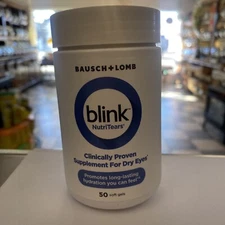 BAUSCH + LOMB
blink™
NutriTears®
Clinically Proven
Supplement For Dry Eyes
Promotes long-lasting
hydration you can feel
50 soft gels